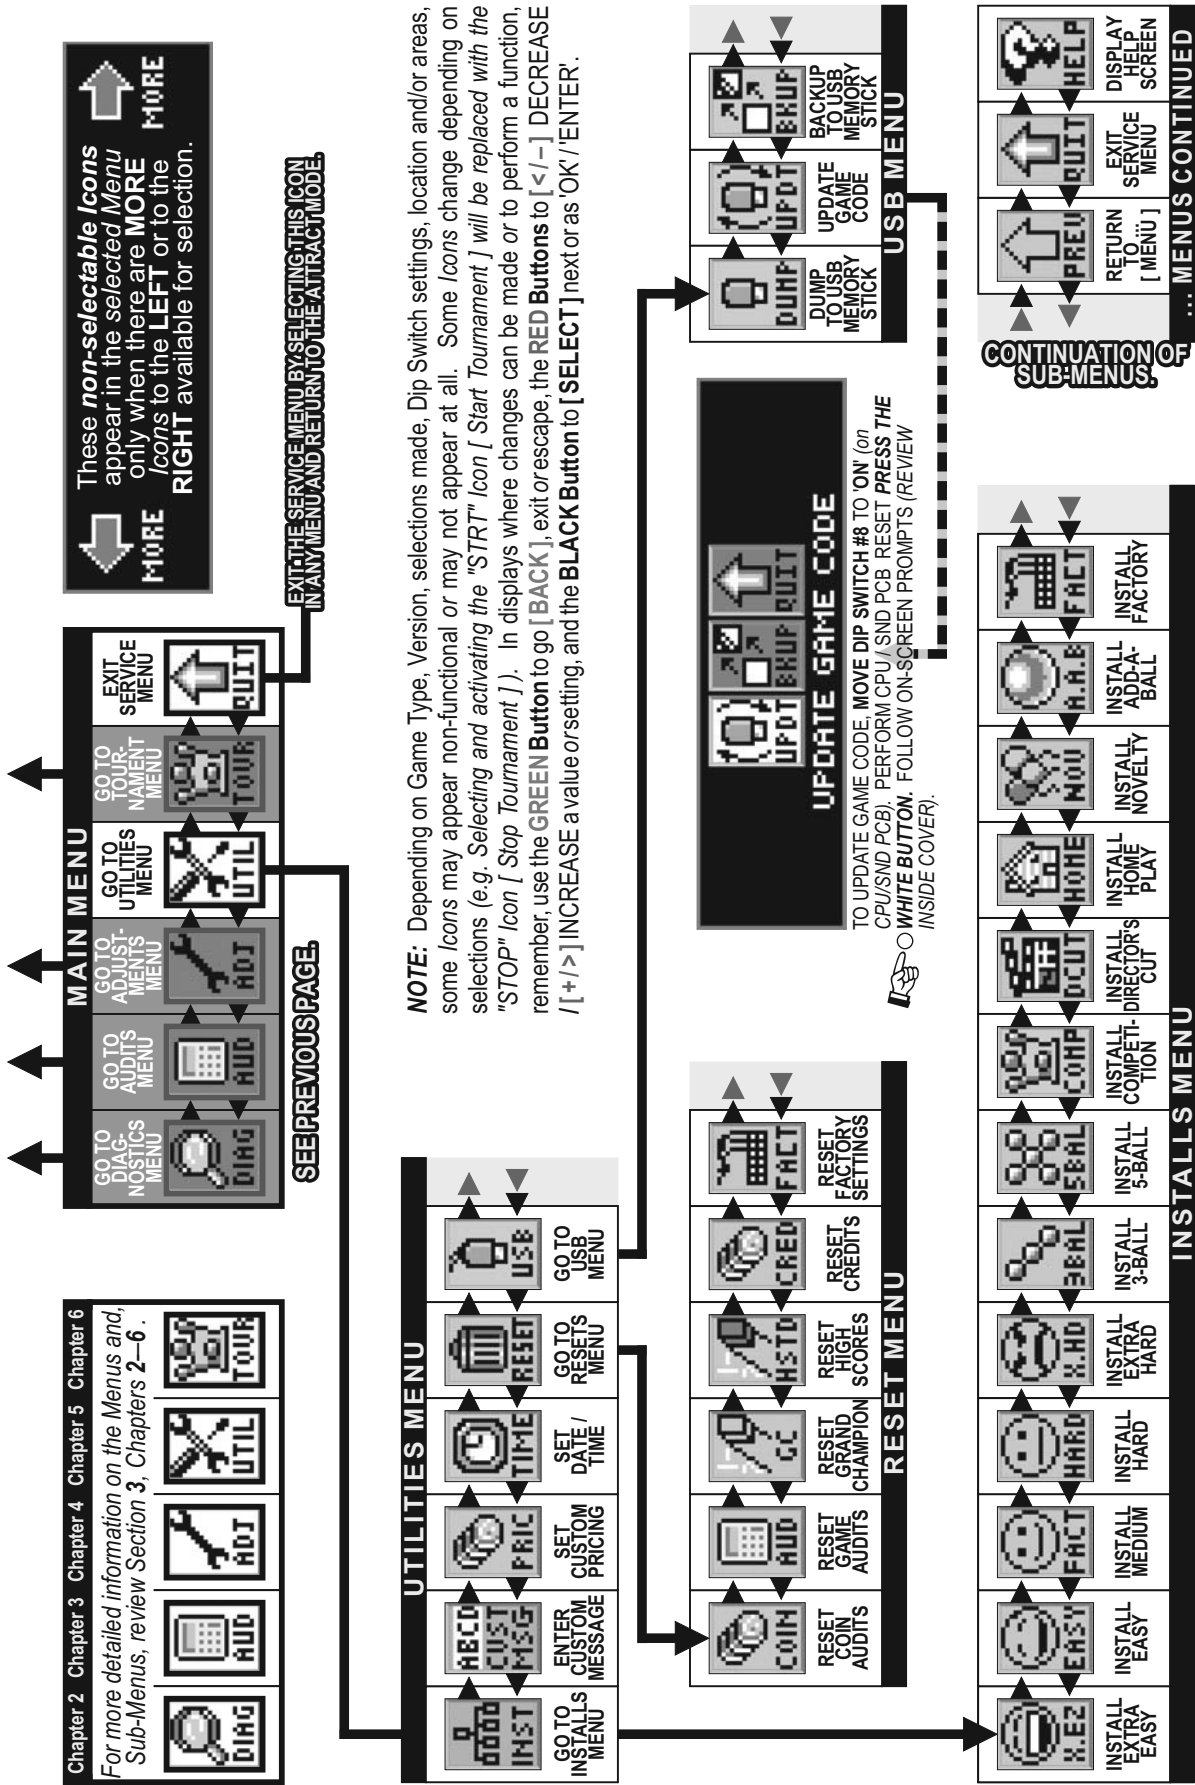 Chapter 2 Chapter 3 Chapter 4 Chapter 5 Chapter 6
For more detailed information on the Menus and,
Sub-Menus, review Section 3, Chapters 2—6 .
DIAG
AUD
ADJ
UTIL
TOUR
MAIN MENU
GO TO
DIAG-
NOSTICS
MENU
DIAG
GO TO
AUDITS
MENU
AUD
GO TO
ADJUST-
MENTS
MENU
ADJ
GO TO
UTILITIES
MENU
UTIL
GO TO
TOUR-
NAMENT
MENU
TOUR
EXIT
SERVICE
MENU
QUIT
SEE PREVIOUS PAGE.
EXIT THE SERVICE MENU BY SELECTING THIS ICON
IN ANY MENU AND RETURN TO THE ATTRACT MODE.
MORE
These non-selectable Icons
appear in the selected Menu
only when there are MORE
Icons to the LEFT or to the
RIGHT available for selection.
MORE
NOTE: Depending on Game Type, Version, selections made, Dip Switch settings, location and/or areas,
some Icons may appear non-functional or may not appear at all. Some Icons change depending on
selections (e.g. Selecting and activating the "STRT" Icon [ Start Tournament ] will be replaced with the
"STOP" Icon [ Stop Tournament ] ). In displays where changes can be made or to perform a function,
remember, use the GREEN Button to go [ BACK ], exit or escape, the RED Buttons to [ < / – ] DECREASE
/ [ + / > ] INCREASE a value or setting, and the BLACK Button to [ SELECT ] next or as 'OK' / 'ENTER'.
UTILITIES MENU
INST
GO TO
INSTALLS
MENU
ABCD
CUST
MSG
ENTER
CUSTOM
MESSAGE
PRIC
SET
CUSTOM
PRICING
TIME
SET
DATE /
TIME
RESET
GO TO
RESETS
MENU
USB
GO TO
USB
MENU
COIN
RESET
COIN
AUDITS
AUD
RESET
GAME
AUDITS
GC
RESET
GRAND
CHAMPION
HSTD
RESET
HIGH
SCORES
CRED
RESET
CREDITS
FACT
RESET
FACTORY
SETTINGS
RESET MENU
UPDT
BKUP
QUIT
UPDATE GAME CODE
TO UPDATE GAME CODE, MOVE DIP SWITCH #8 TO 'ON' (on
CPU/SND PCB). PERFORM CPU / SND PCB RESET PRESS THE
WHITE BUTTON. FOLLOW ON-SCREEN PROMPTS (REVIEW
INSIDE COVER).
DUMP
DUMP
TO USB
MEMORY
STICK
UPDT
UPDATE
GAME
CODE
BKUP
BACKUP
TO USB
MEMORY
STICK
USB MENU
X.EZ
INSTALL
EXTRA
EASY
EASY
INSTALL
EASY
FACT
INSTALL
MEDIUM
HARD
INSTALL
HARD
X.HD
INSTALL
EXTRA
HARD
3BAL
INSTALL
3-BALL
5BAL
INSTALL
5-BALL
COMP
INSTALL
COMPETI-
TION
DCUT
INSTALL
DIRECTOR'S
CUT
HOME
INSTALL
HOME
PLAY
NOV
INSTALL
NOVELTY
A.A.B
INSTALL
ADD-A-
BALL
FACT
INSTALL
FACTORY
INSTALLS MENU
CONTINUATION OF
SUB-MENUS.
PREV
RETURN
TO ...
[ MENU ]
QUIT
EXIT
SERVICE
MENU
HELP
DISPLAY
HELP
SCREEN
... MENUS CONTINUED